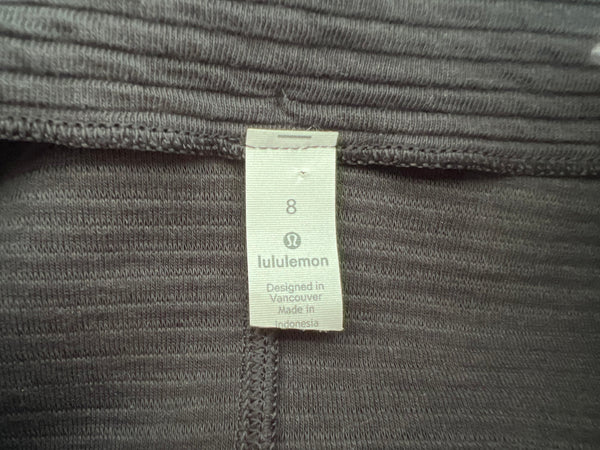 8
lululemon
Designed in
Vancouver
Made in
Indonesia